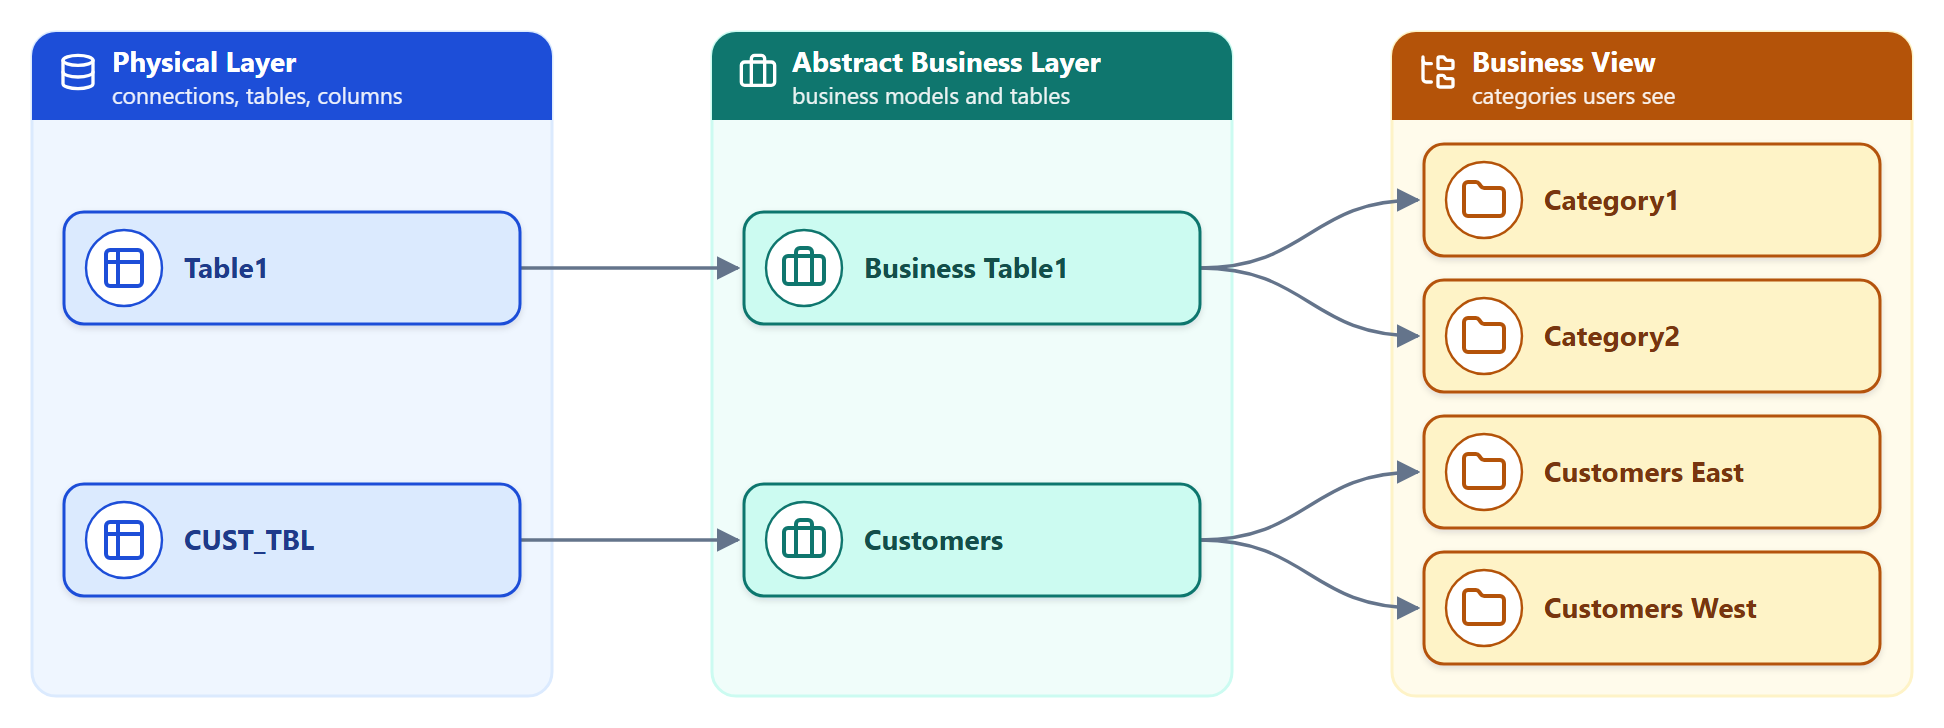 Physical Layer
connections, tables, columns
Table1
CUST_TBL
Abstract Business Layer
business models and tables
Business Table1
Customers
Business View
categories users see
Category1
Category2
Customers East
Customers West